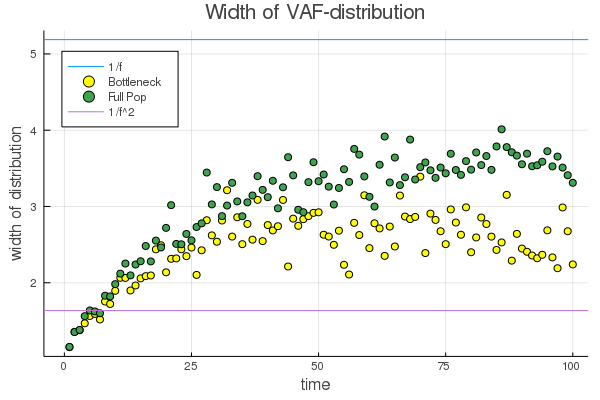 Width of VAF-distribution
width of distribution
5
4
3
2
1/f
Bottleneck
Full Pop
1/f^2
0
25
50
75
100
time